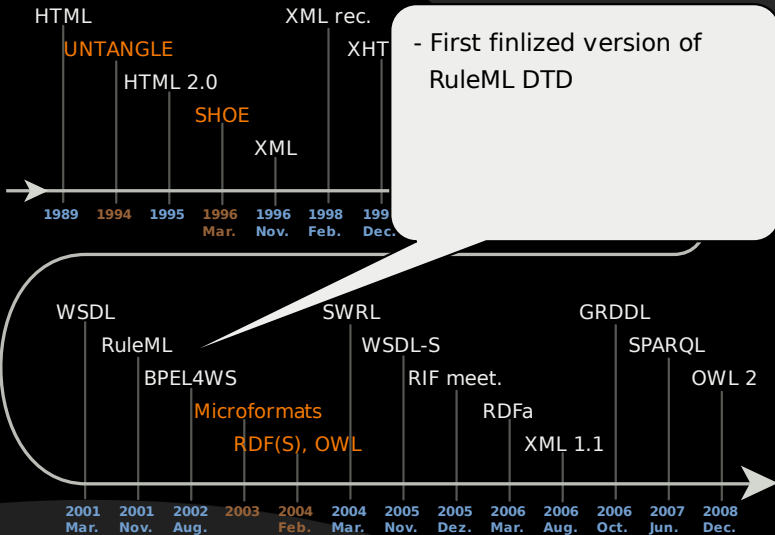 HTML
XML rec.
UNTANGLE
XHT
HTML 2.0
SHOE
XML
- First finlized version of
RuleML DTD
1989 1994 1995 1996 1996 1998 199
Mar. Nov. Feb. Dec.
WSDL
SWRL
GRDDL
RuleML
WSDL-S
SPARQL
BPEL4WS
RIF meet.
OWL 2
Microformats
RDFa
RDF(S), OWL
XML 1.1
2001 2001 2002 2003 2004 2004 2005 2005 2006 2006 2006 2007 2008
Mar. Nov. Aug. Feb. Mar. Nov. Dez. Mar. Aug. Oct. Jun. Dec.